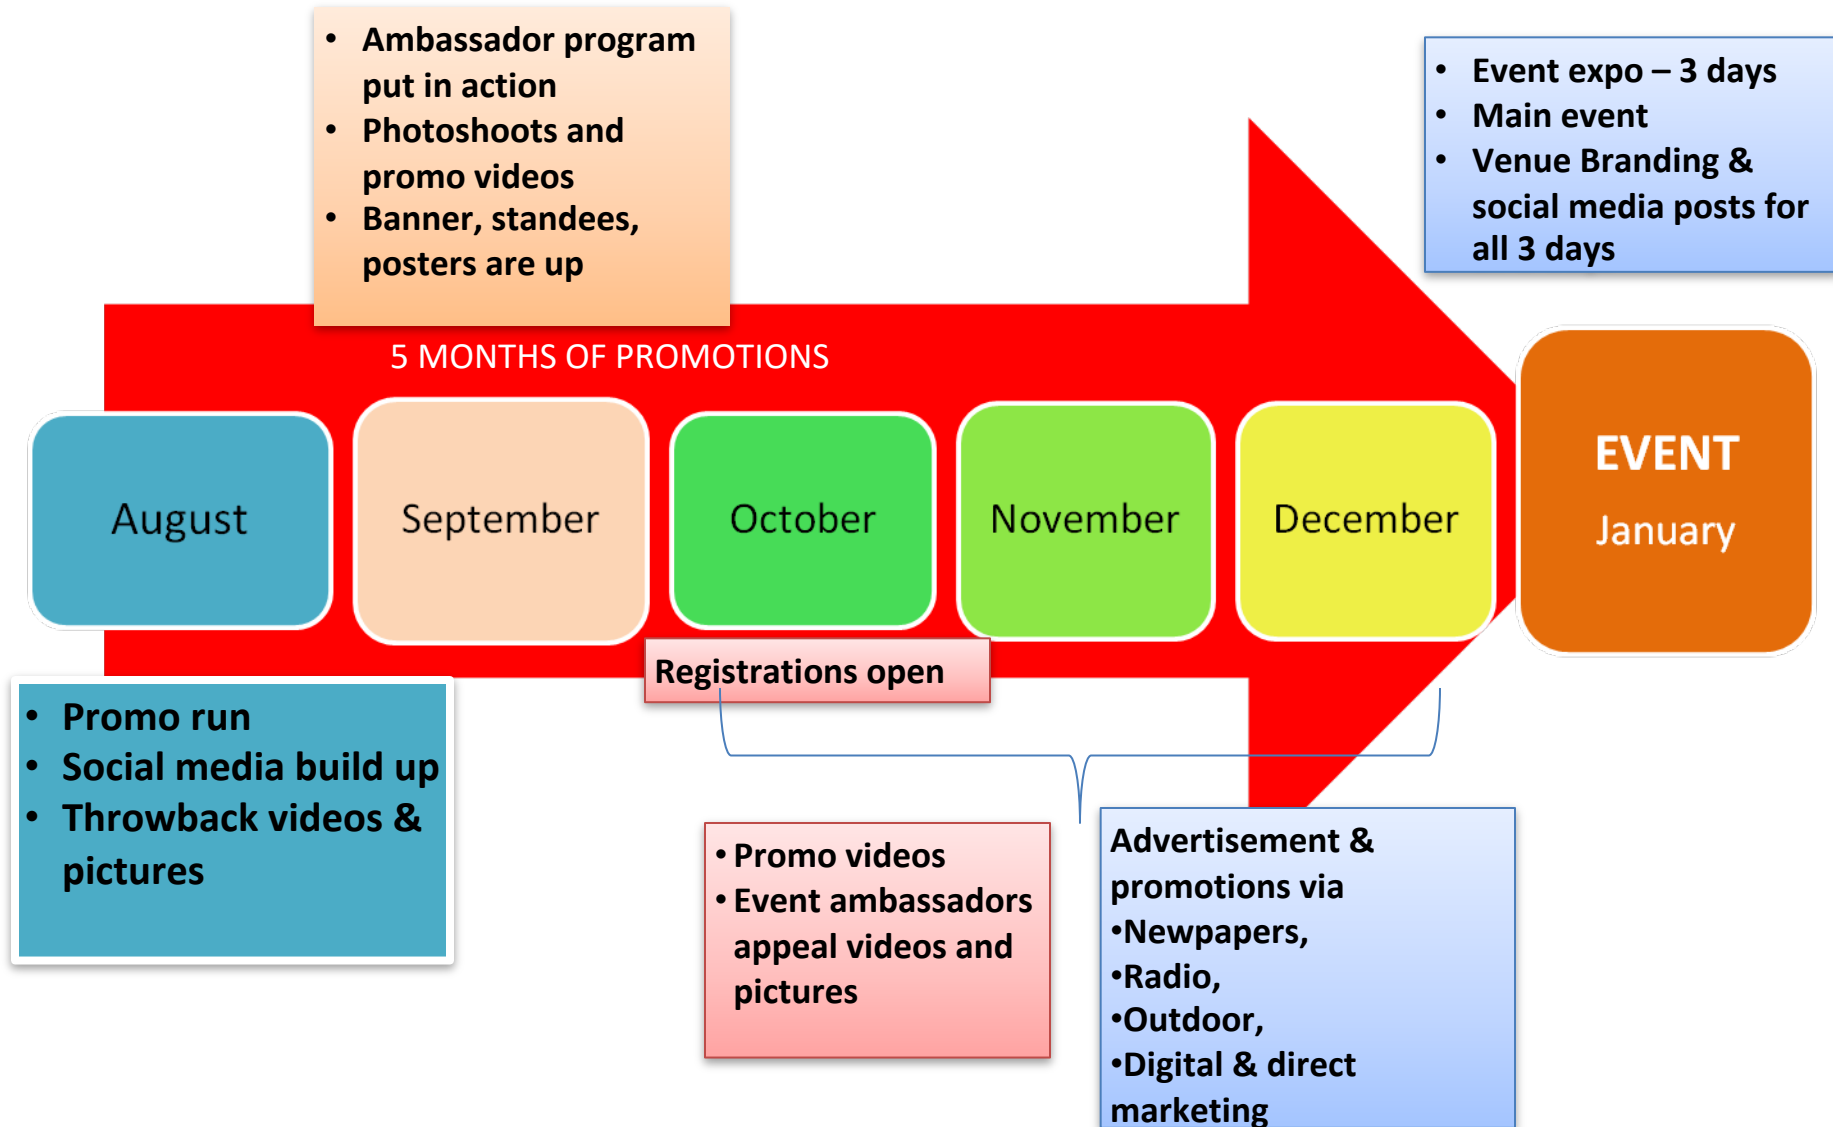 • Ambassador program
put in action
• Photoshoots and
promo videos
• Banner, standees,
posters are up
• Event expo – 3 days
• Main event
• Venue Branding &
social media posts for
all 3 days
5 MONTHS OF PROMOTIONS
August
September
October
November
December
EVENT
January
Registrations open
• Promo run
• Social media build up
• Throwback videos &
pictures
• Promo videos
• Event ambassadors
appeal videos and
pictures
Advertisement &
promotions via
•Newpapers,
•Radio,
•Outdoor,
•Digital & direct
marketing